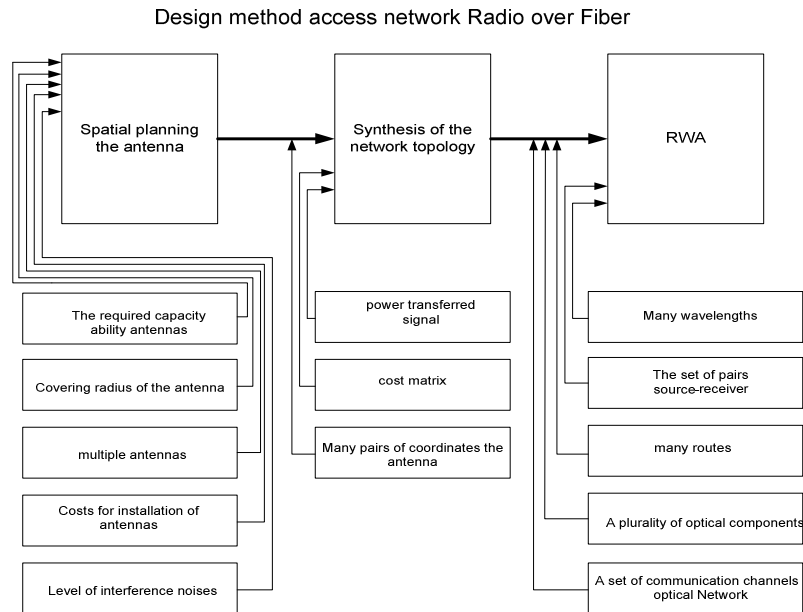 Design method access network Radio over Fiber
Spatial planning
the antenna
Synthesis of the
network topology
RWA
The required capacity
ability antennas
Covering radius of the antenna
multiple antennas
Costs for installation of
antennas
Level of interference noises
power transferred
signal
cost matrix
Many pairs of coordinates the
antenna
Many wavelengths
The set of pairs
source-receiver
many routes
A plurality of optical components
A set of communication channels
optical Network